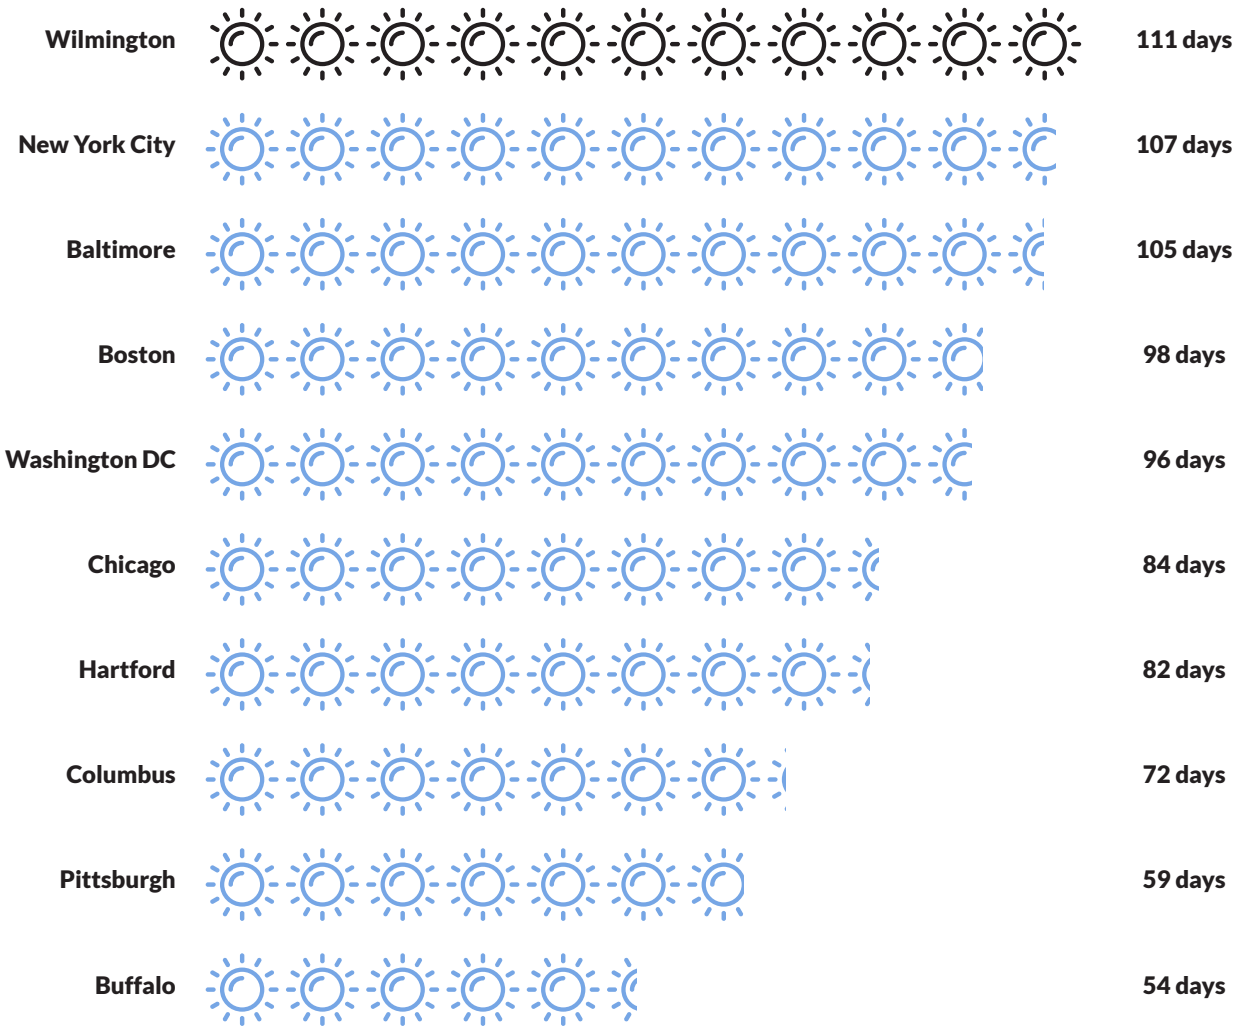 Wilmington 111 days
New York City 107 days
Baltimore 105 days
Boston 98 days
Washington DC 96 days
Chicago 84 days
Hartford 82 days
Columbus 72 days
Pittsburgh 59 days
Buffalo 54 days